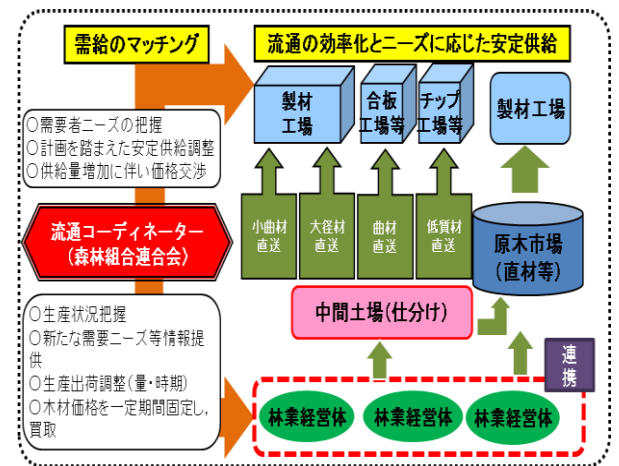 需給のマッチング
流通の効率化とニーズに応じた安定供給
○需要者ニーズの把握
○計画を踏まえた安定供給調整
○供給量増加に伴い価格交渉
流通コーディネーター
(森林組合連合会)
○生産状況把握
○新たな需要ニーズ等情報提
供
○生産出荷調整(量・時期)
○木材価格を一定期間固定し,
買取
製材
工場
合板
工場等
チップ
工場等
製材工場
小曲材
直送
大径材
直送
曲材
直送
低質材
直送
原木市場
(直材等)
中間土場(仕分け)
連
携
林業経営体
林業経営体
林業経営体